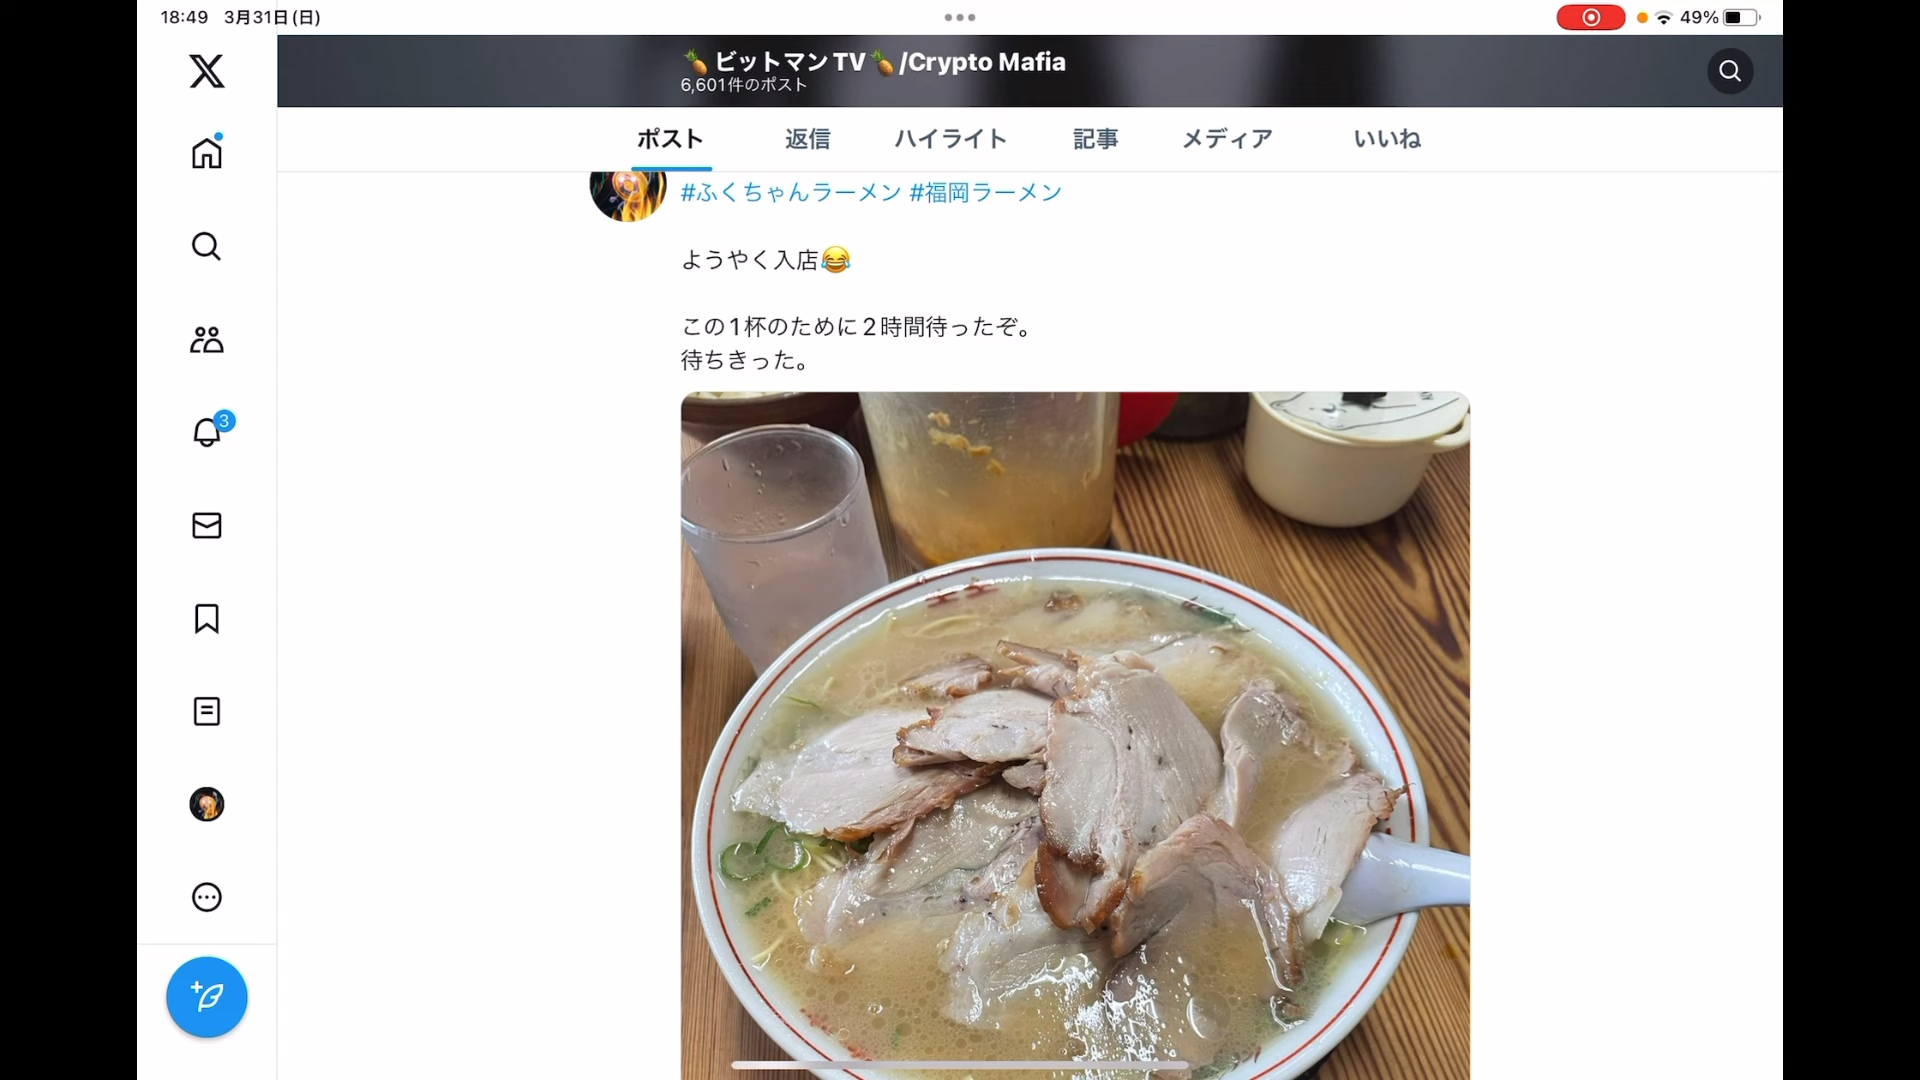 18:49 3月31日(日)
49%
🍍ビットマンTV🍍/Crypto Mafia
6,601件のポスト
ポスト 返信 ハイライト 記事 メディア いいね
#ふくちゃんラーメン #福岡ラーメン
ようやく入店😂
この1杯のために2時間待ったぞ。
待ちきった。
3